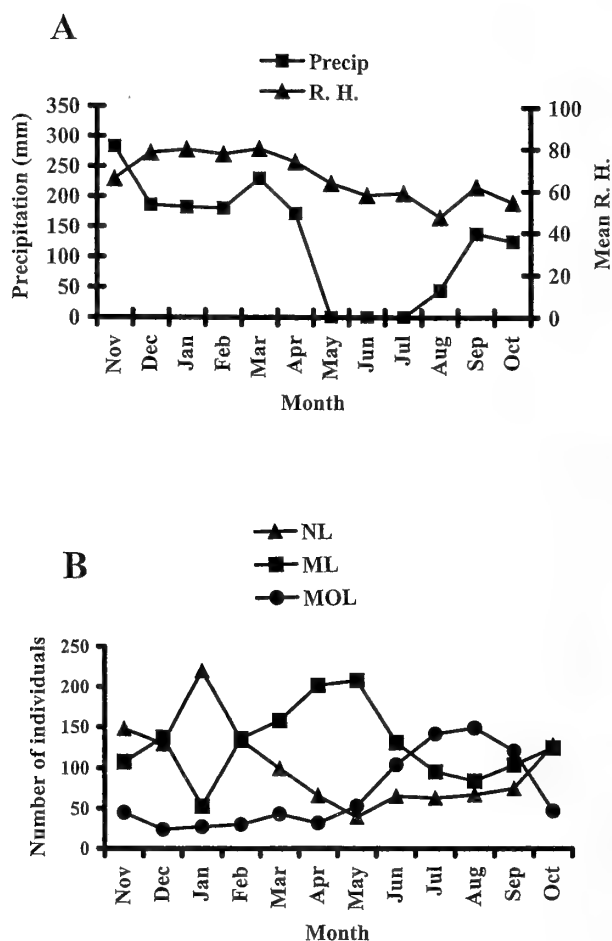 A
Precip
R. H.
Precipitation (mm)
350
300
250
200
150
100
50
0
100
80
60
40
20
0
Mean R. H.
Nov Dec Jan Feb Mar Apr May Jun Jul Aug Sep Oct
Month
B
NL
ML
MOL
Number of individuals
250
200
150
100
50
0
Nov Dec Jan Feb Mar Apr May Jun Jul Aug Sep Oct
Month